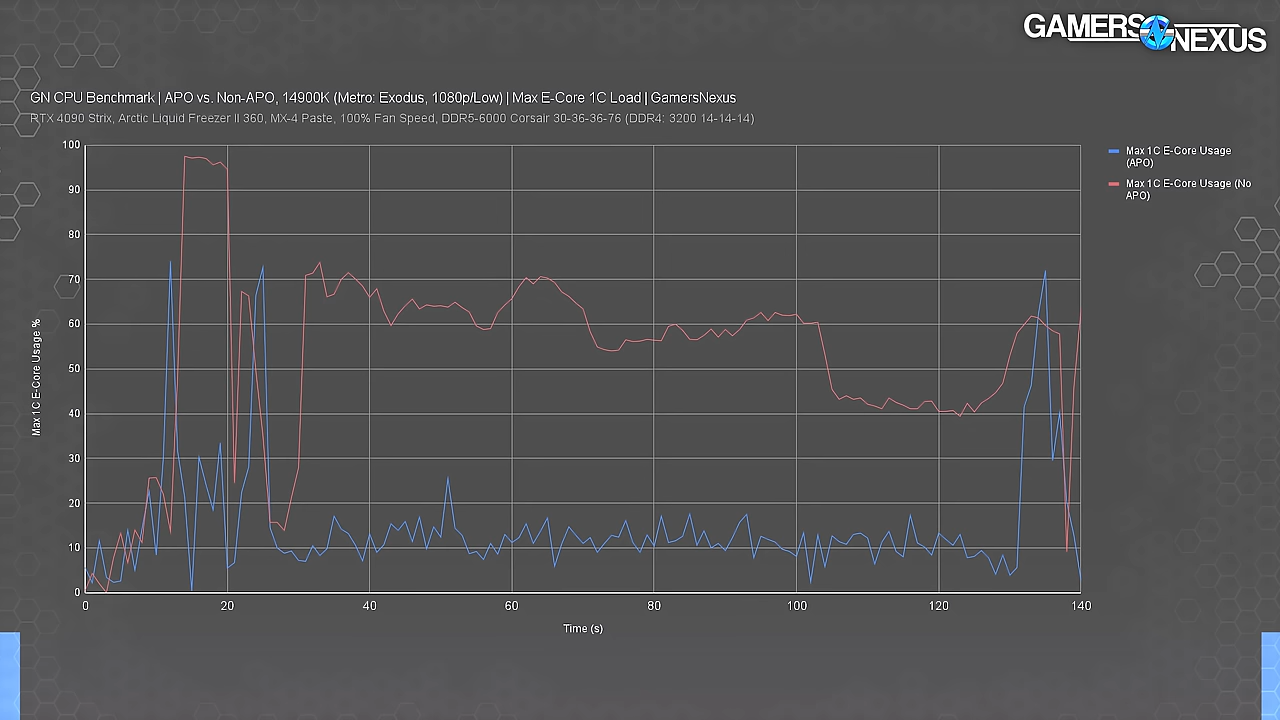 GAMERS NEXUS
GN CPU Benchmark | APO vs. Non-APO, 14900K (Metro: Exodus, 1080p/Low) | Max E-Core 1C Load | GamersNexus
RTX 4090 Strix, Arctic Liquid Freezer II 360, MX-4 Paste, 100% Fan Speed, DDR5-6000 Corsair 30-36-36-76 (DDR4: 3200 14-14-14)
Max 1C E-Core Usage
(APO)
Max 1C E-Core Usage (No
APO)
Max 1C E-Core Usage %
100
90
80
70
60
50
40
30
20
10
0
0 20 40 60 80 100 120 140
Time (s)